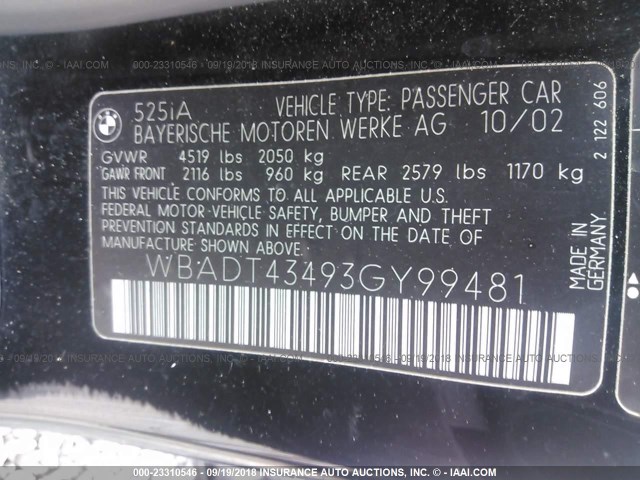 000-23310546 - 09/19/2018 - INSURANCE AUTO AUCTIONS, CORP. © - IAAI.COM
BMW
525iA VEHICLE TYPE: PASSENGER CAR
BAYERISCHE MOTOREN WERKE AG 10/02
GVWR 4519 lbs 2050 kg
GAWR FRONT 2116 lbs 960 kg REAR 2579 lbs 1170 kg
THIS VEHICLE CONFORMS TO ALL APPLICABLE U.S.
FEDERAL MOTOR VEHICLE SAFETY, BUMPER AND THEFT
PREVENTION STANDARDS IN EFFECT ON THE DATE OF
MANUFACTURE SHOWN ABOVE.
WBADT43493GY99481
2 122 606
MADE IN
GERMANY
000-23310546 - 09/19/2018 - INSURANCE AUTO AUCTIONS, CORP. © - IAAI.COM